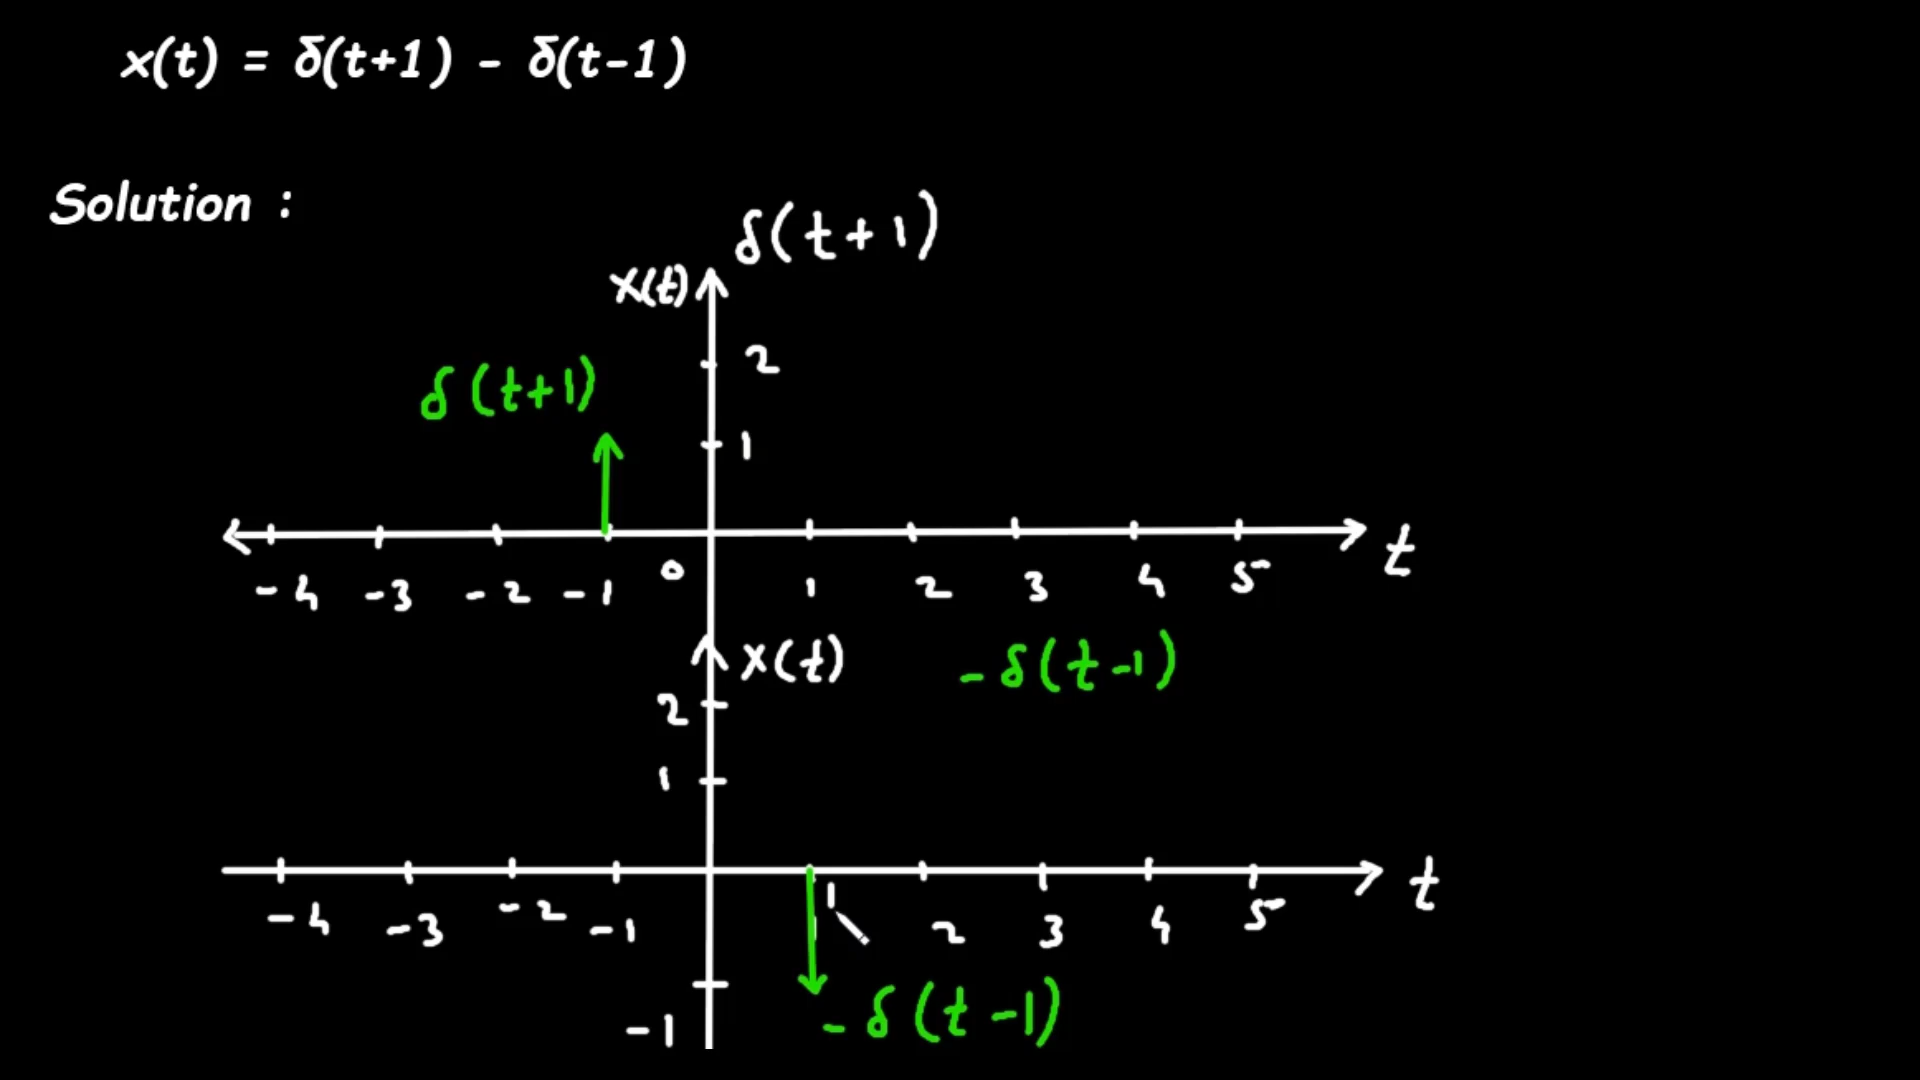 x(t) = δ(t+1) - δ(t-1)
Solution :
δ(t+1)
x(t)
2
δ(t+1)
1
t
-4 -3 -2 -1 0 1 2 3 4 5
x(t) -δ(t-1)
2
1
t
-4 -3 -2 -1 1 2 3 4 5
-1 -δ(t-1)